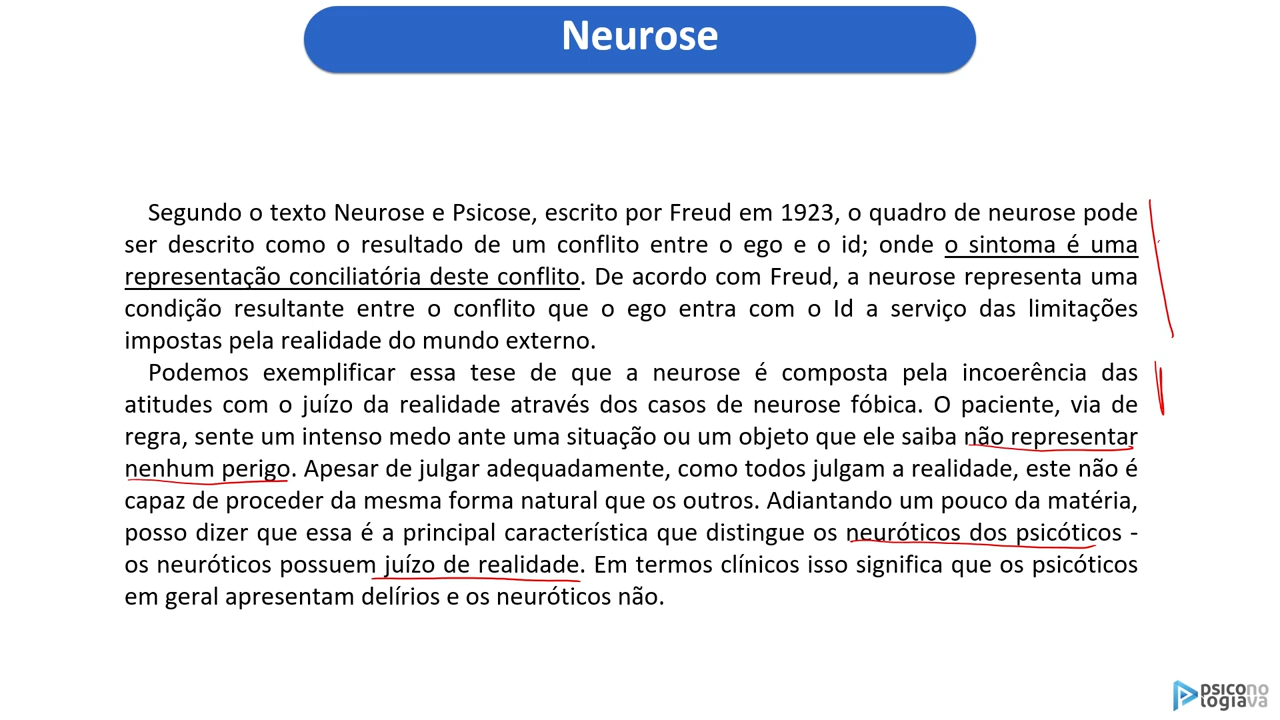 Neurose
Segundo o texto Neurose e Psicose, escrito por Freud em 1923, o quadro de neurose pode
ser descrito como o resultado de um conflito entre o ego e o id; onde o sintoma é uma
representação conciliatória deste conflito. De acordo com Freud, a neurose representa uma
condição resultante entre o conflito que o ego entra com o Id a serviço das limitações
impostas pela realidade do mundo externo.
Podemos exemplificar essa tese de que a neurose é composta pela incoerência das
atitudes com o juízo da realidade através dos casos de neurose fóbica. O paciente, via de
regra, sente um intenso medo ante uma situação ou um objeto que ele saiba não representar
nenhum perigo. Apesar de julgar adequadamente, como todos julgam a realidade, este não é
capaz de proceder da mesma forma natural que os outros. Adiantando um pouco da matéria,
posso dizer que essa é a principal característica que distingue os neuróticos dos psicóticos -
os neuróticos possuem juízo de realidade. Em termos clínicos isso significa que os psicóticos
em geral apresentam delírios e os neuróticos não.
psicono
logiava